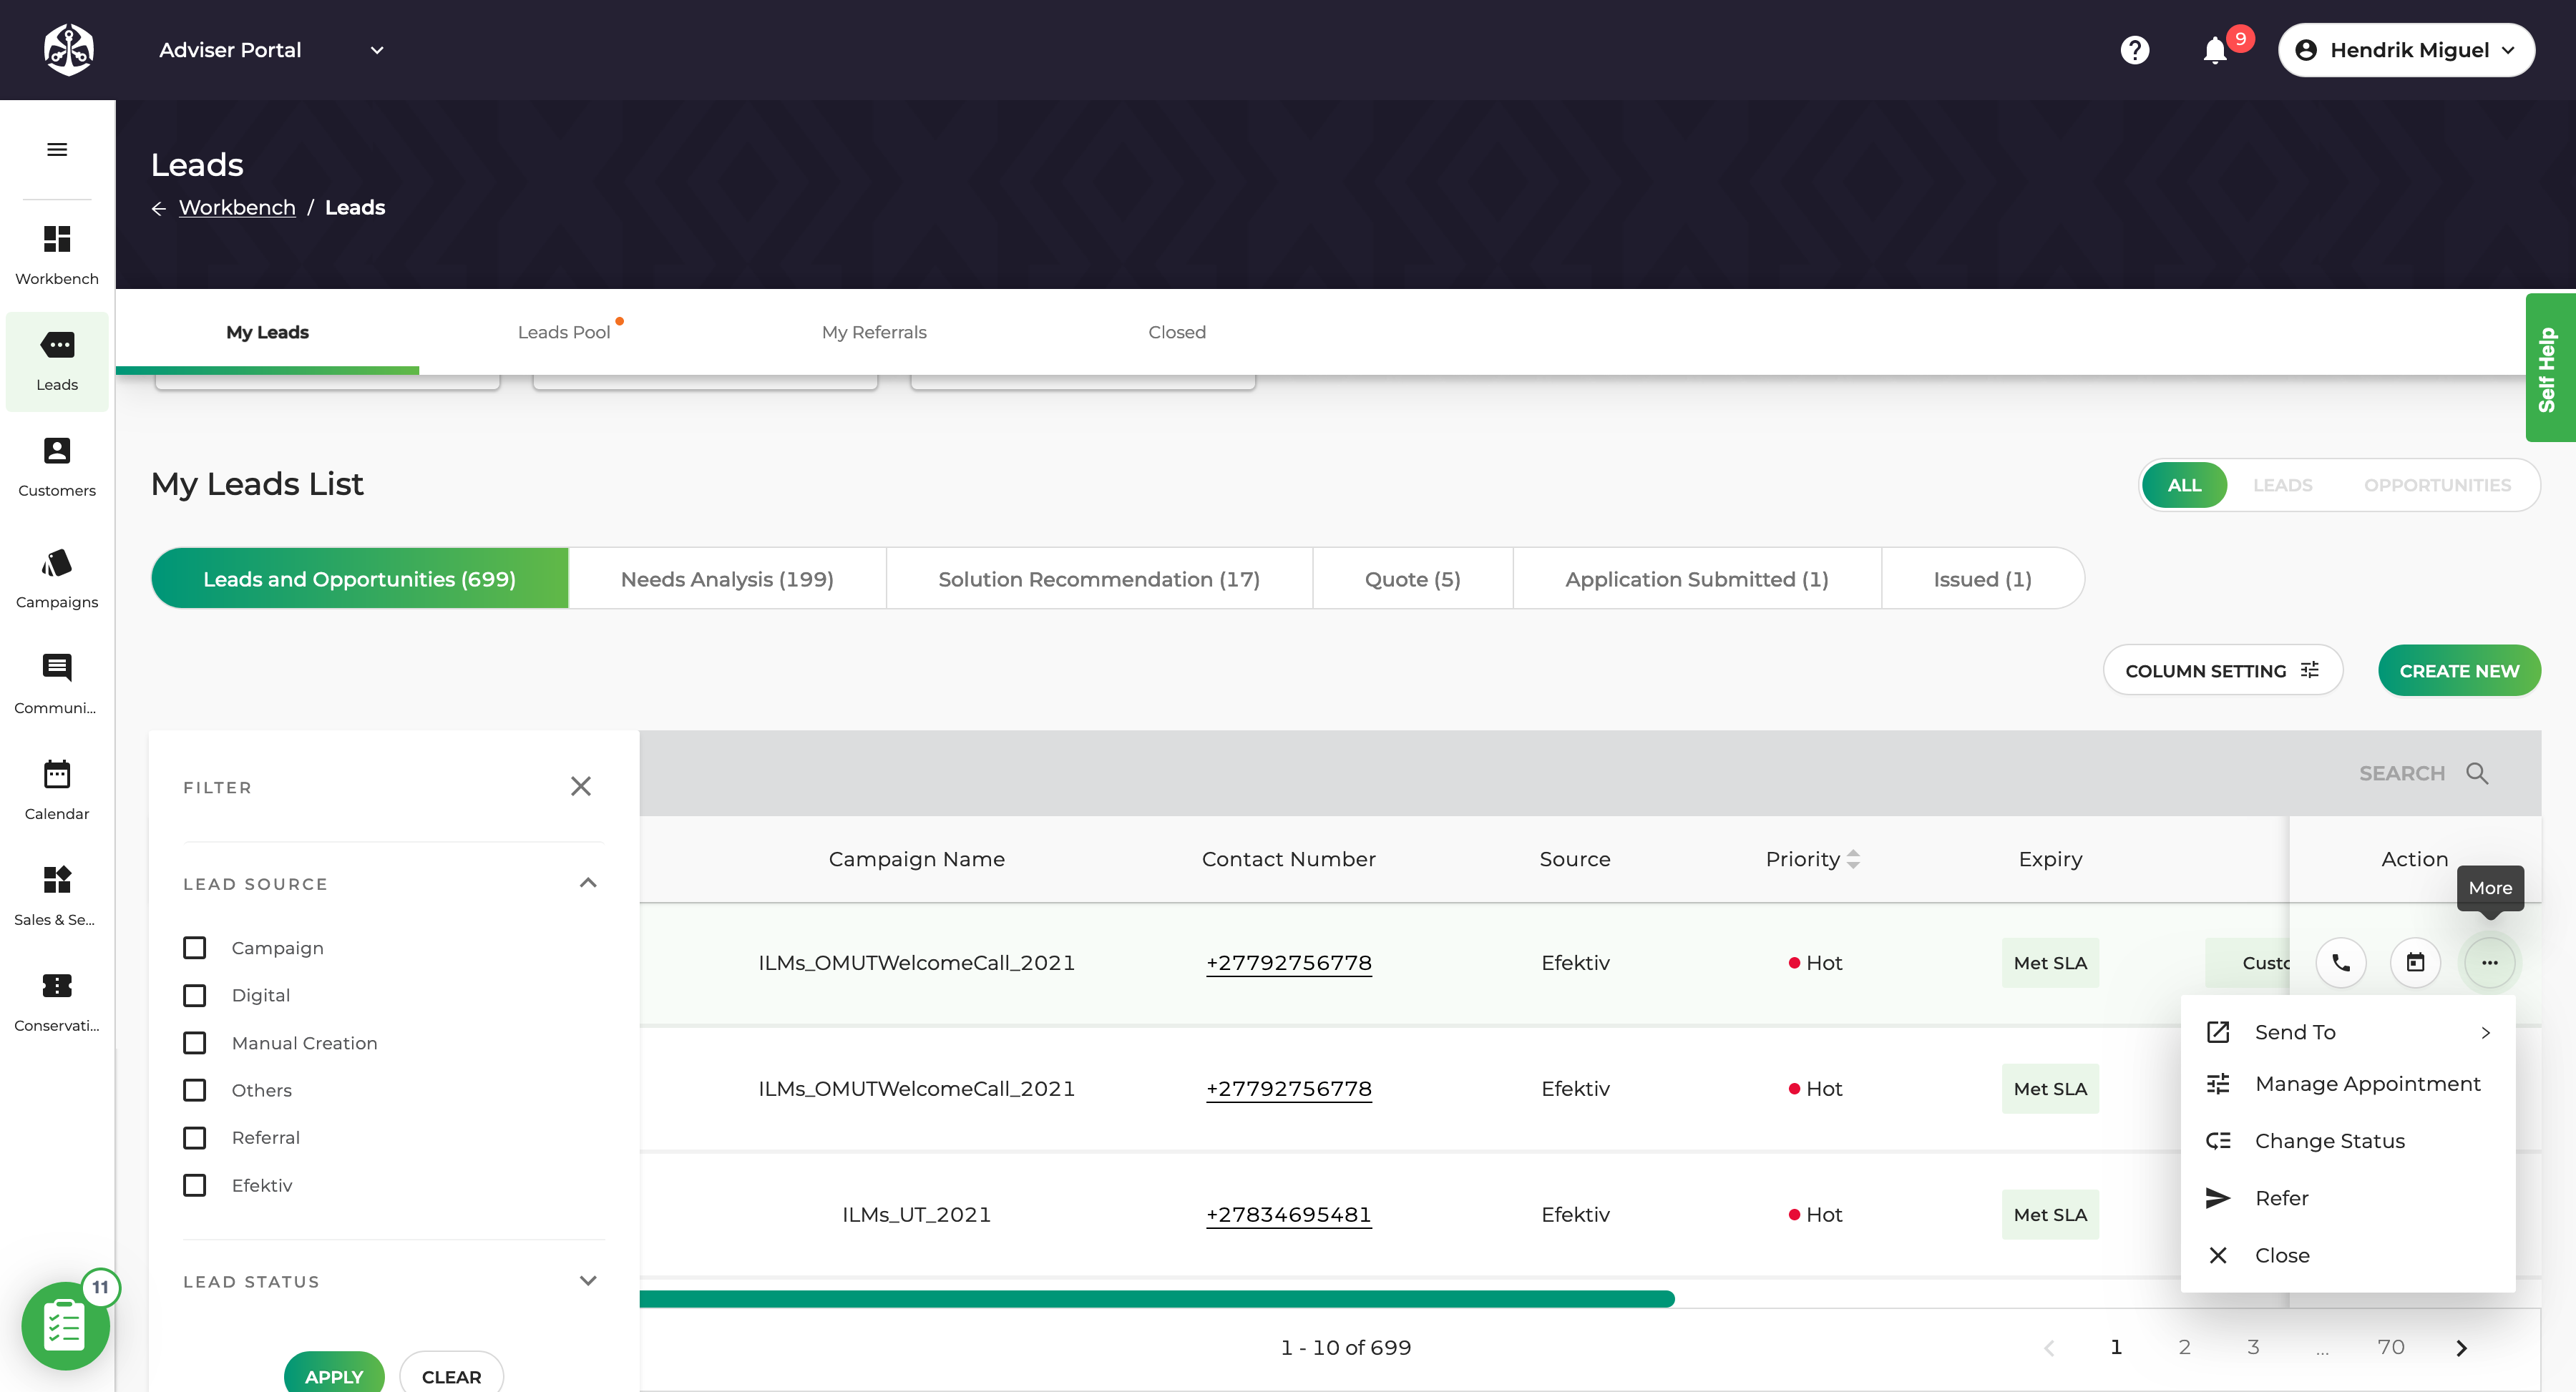 Adviser Portal
9
Hendrik Miguel
Leads
Workbench / Leads
Workbench
Leads
Customers
Campaigns
Communi...
Calendar
Sales & Se...
Conservati...
11
My Leads
Leads Pool
My Referrals
Closed
Self Help
My Leads List
ALL
LEADS
OPPORTUNITIES
Leads and Opportunities (699)
Needs Analysis (199)
Solution Recommendation (17)
Quote (5)
Application Submitted (1)
Issued (1)
COLUMN SETTING
CREATE NEW
FILTER
LEAD SOURCE
Campaign
Digital
Manual Creation
Others
Referral
Efektiv
LEAD STATUS
APPLY
CLEAR
SEARCH
Campaign Name
Contact Number
Source
Priority
Expiry
Action
More
ILMs_OMUTWelcomeCall_2021
+27792756778
Efektiv
Hot
Met SLA
Custo
ILMs_OMUTWelcomeCall_2021
+27792756778
Efektiv
Hot
Met SLA
ILMs_UT_2021
+27834695481
Efektiv
Hot
Met SLA
Send To
Manage Appointment
Change Status
Refer
Close
1 - 10 of 699
1
2
3
...
70